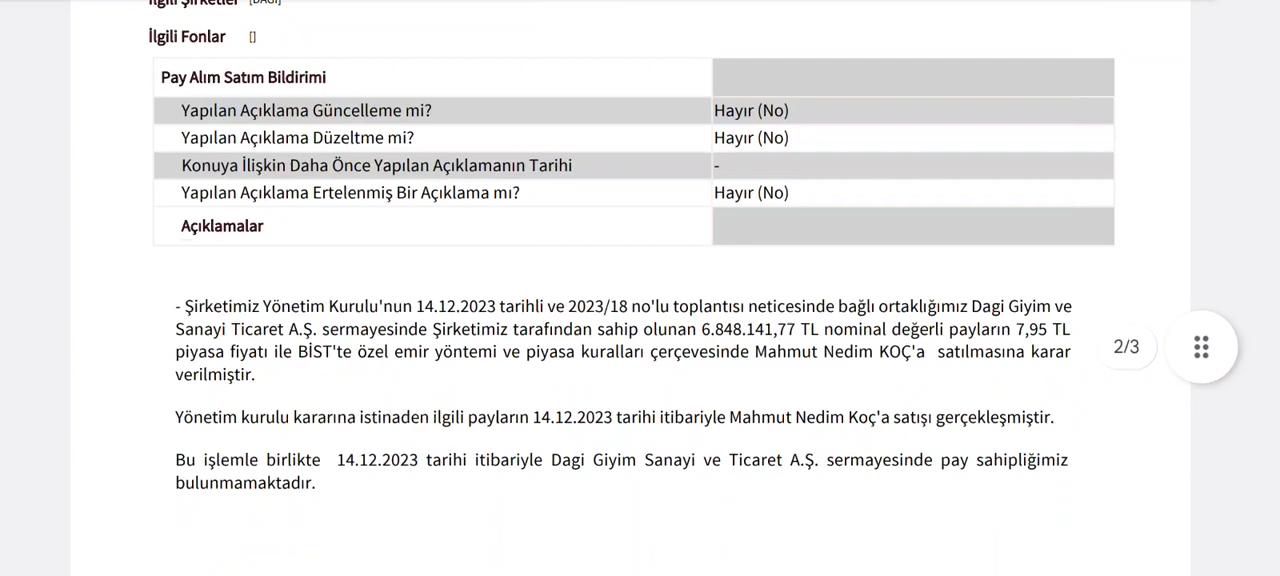 İlgili Şirketler [DAGI]
İlgili Fonlar []
Pay Alım Satım Bildirimi
Yapılan Açıklama Güncelleme mi? Hayır (No)
Yapılan Açıklama Düzeltme mi? Hayır (No)
Konuya İlişkin Daha Önce Yapılan Açıklamanın Tarihi -
Yapılan Açıklama Ertelenmiş Bir Açıklama mı? Hayır (No)
Açıklamalar
- Şirketimiz Yönetim Kurulu'nun 14.12.2023 tarihli ve 2023/18 no'lu toplantısı neticesinde bağlı ortaklığımız Dagi Giyim ve
Sanayi Ticaret A.Ş. sermayesinde Şirketimiz tarafından sahip olunan 6.848.141,77 TL nominal değerli payların 7,95 TL
piyasa fiyatı ile BİST'te özel emir yöntemi ve piyasa kuralları çerçevesinde Mahmut Nedim KOÇ'a satılmasına karar
verilmiştir.
2/3
Yönetim kurulu kararına istinaden ilgili payların 14.12.2023 tarihi itibariyle Mahmut Nedim Koç'a satışı gerçekleşmiştir.
Bu işlemle birlikte 14.12.2023 tarihi itibariyle Dagi Giyim Sanayi ve Ticaret A.Ş. sermayesinde pay sahipliğimiz
bulunmamaktadır.